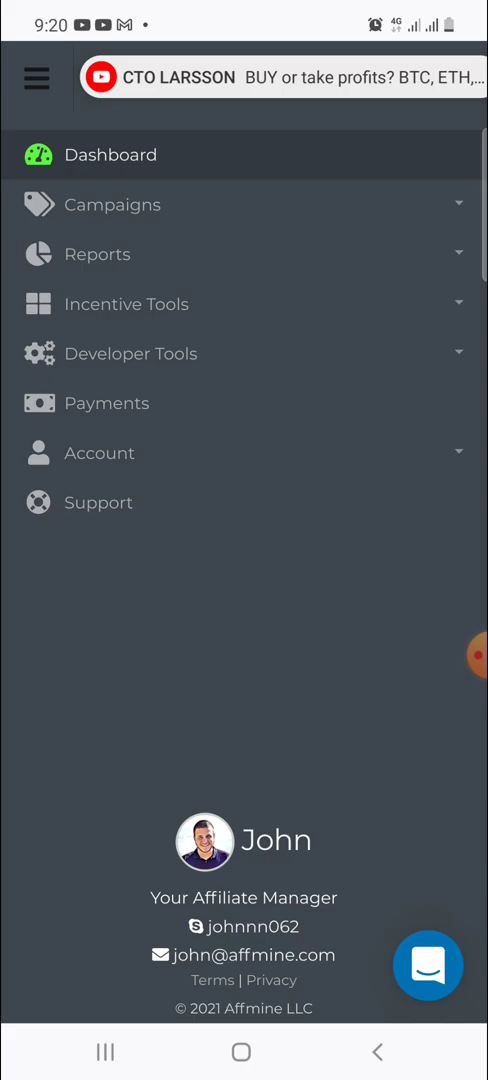 9:20
4G
CTO LARSSON BUY or take profits? BTC, ETH,...
Dashboard
Campaigns
Reports
Incentive Tools
Developer Tools
Payments
Account
Support
John
Your Affiliate Manager
johnnn062
john@affmine.com
Terms | Privacy
© 2021 Affmine LLC